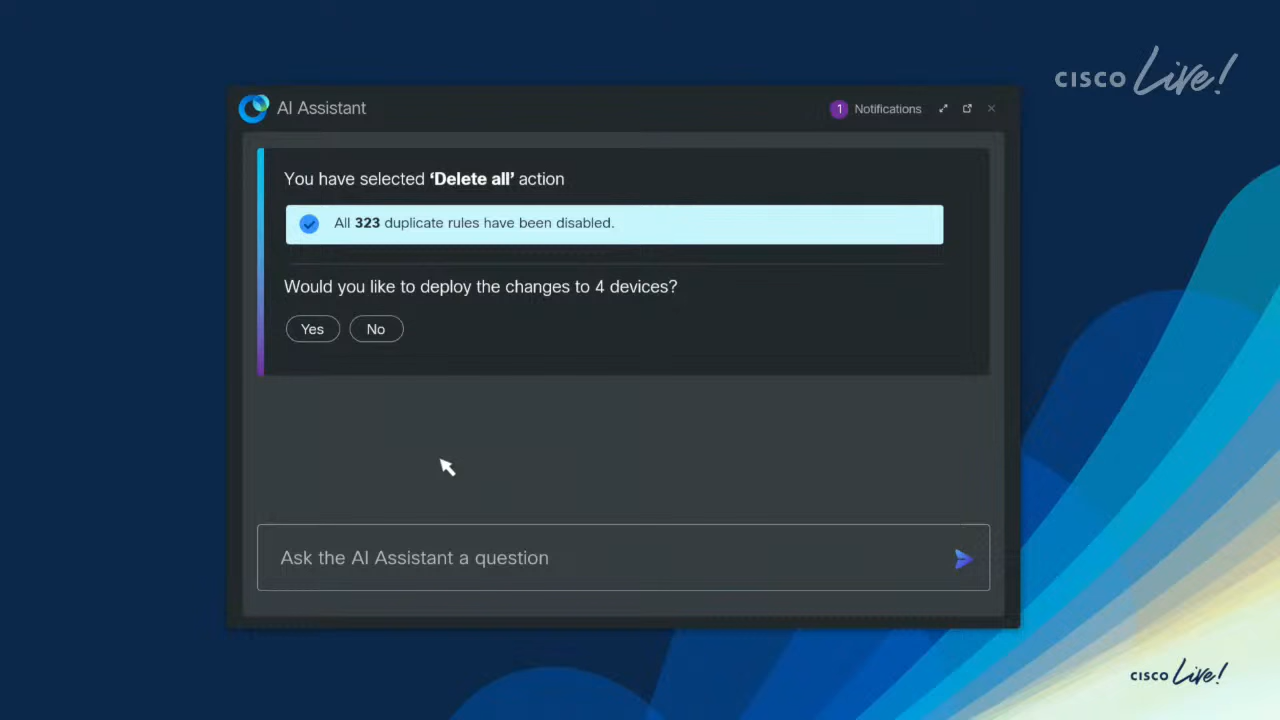 CISCO Live!
AI Assistant
1 Notifications
You have selected ‘Delete all’ action
All 323 duplicate rules have been disabled.
Would you like to deploy the changes to 4 devices?
Yes No
Ask the AI Assistant a question
CISCO Live!